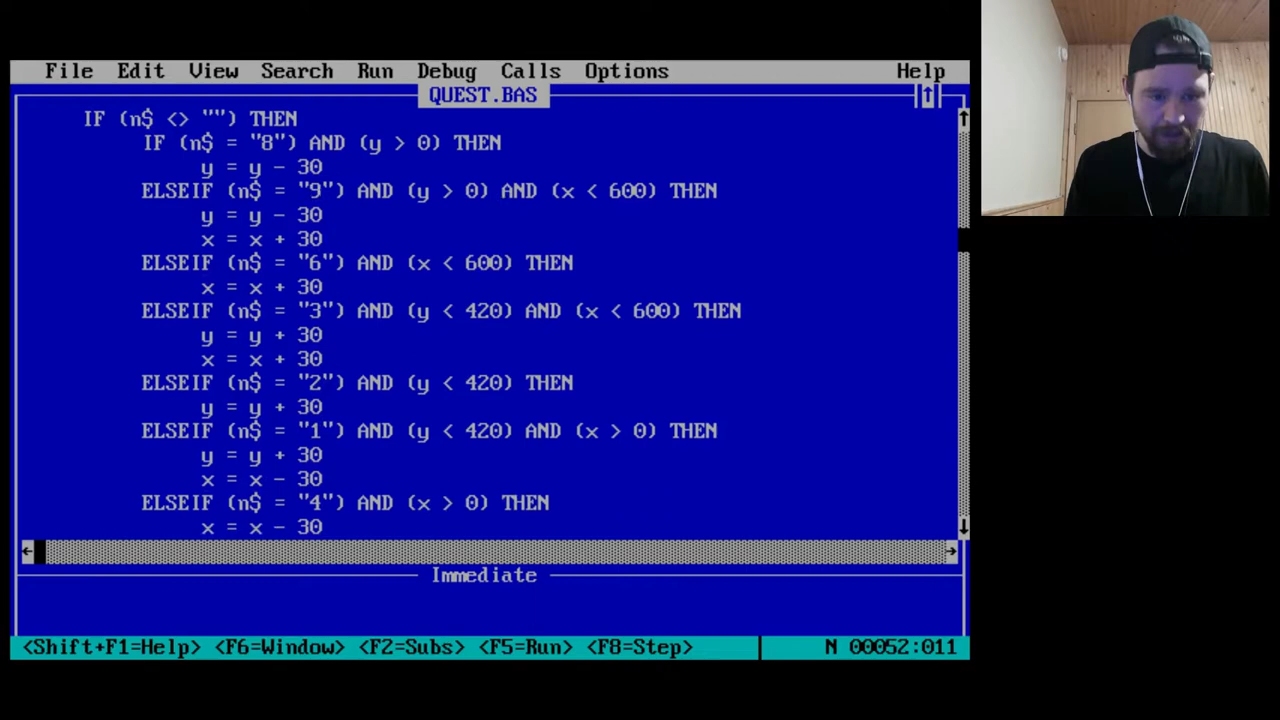 File Edit View Search Run Debug Calls Options Help
QUEST.BAS
IF (n$ <> "") THEN
IF (n$ = "8") AND (y > 0) THEN
y = y - 30
ELSEIF (n$ = "9") AND (y > 0) AND (x < 600) THEN
y = y - 30
x = x + 30
ELSEIF (n$ = "6") AND (x < 600) THEN
x = x + 30
ELSEIF (n$ = "3") AND (y < 420) AND (x < 600) THEN
y = y + 30
x = x + 30
ELSEIF (n$ = "2") AND (y < 420) THEN
y = y + 30
ELSEIF (n$ = "1") AND (y < 420) AND (x > 0) THEN
y = y + 30
x = x - 30
ELSEIF (n$ = "4") AND (x > 0) THEN
x = x - 30
Immediate
<Shift+F1=Help> <F6=Window> <F2=Subs> <F5=Run> <F8=Step> N 00052:011